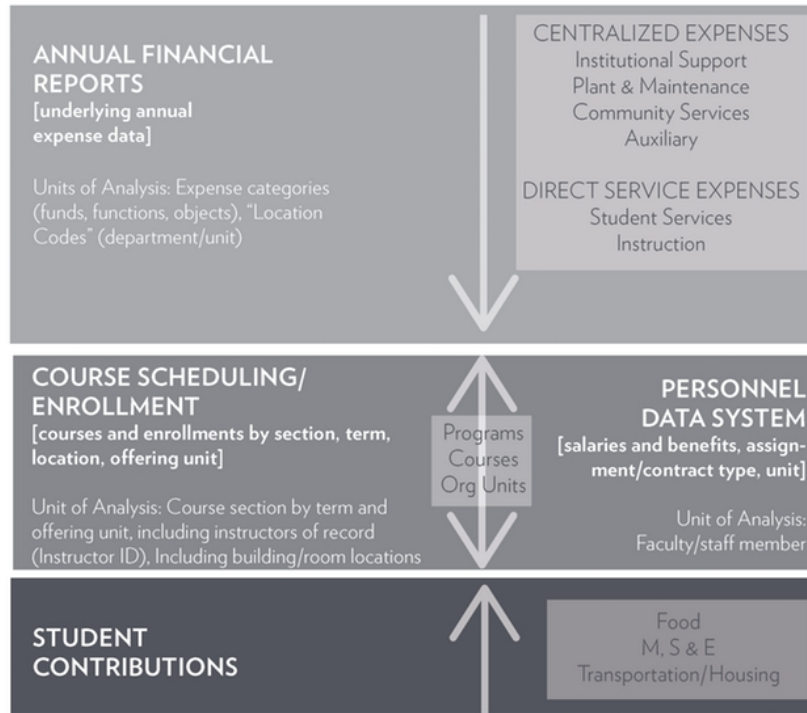 ANNUAL FINANCIAL
REPORTS
[underlying annual
expense data]
Units of Analysis: Expense categories
(funds, functions, objects), “Location
Codes” (department/unit)
CENTRALIZED EXPENSES
Institutional Support
Plant & Maintenance
Community Services
Auxiliary
DIRECT SERVICE EXPENSES
Student Services
Instruction
COURSE SCHEDULING/
ENROLLMENT
[courses and enrollments by section, term,
location, offering unit]
Unit of Analysis: Course section by term and
offering unit, including instructors of record
(Instructor ID), Including building/room locations
Programs
Courses
Org Units
PERSONNEL
DATA SYSTEM
[salaries and benefits, assign-
ment/contract type, unit]
Unit of Analysis:
Faculty/staff member
STUDENT
CONTRIBUTIONS
Food
M, S & E
Transportation/Housing